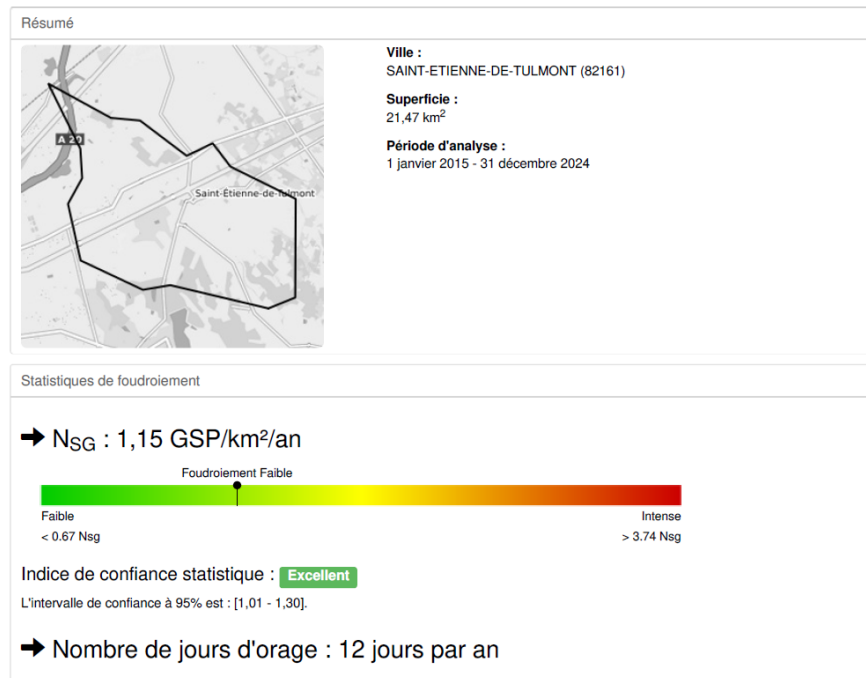 Résumé
A 20
Saint-Étienne-de-Tulmont
Ville :
SAINT-ETIENNE-DE-TULMONT (82161)
Superficie :
21,47 km²
Période d'analyse :
1 janvier 2015 - 31 décembre 2024
Statistiques de foudroiement
➜ NSG : 1,15 GSP/km²/an
Foudroiement Faible
Faible Intense
< 0.67 Nsg > 3.74 Nsg
Indice de confiance statistique : Excellent
L'intervalle de confiance à 95% est : [1,01 - 1,30].
➜ Nombre de jours d'orage : 12 jours par an